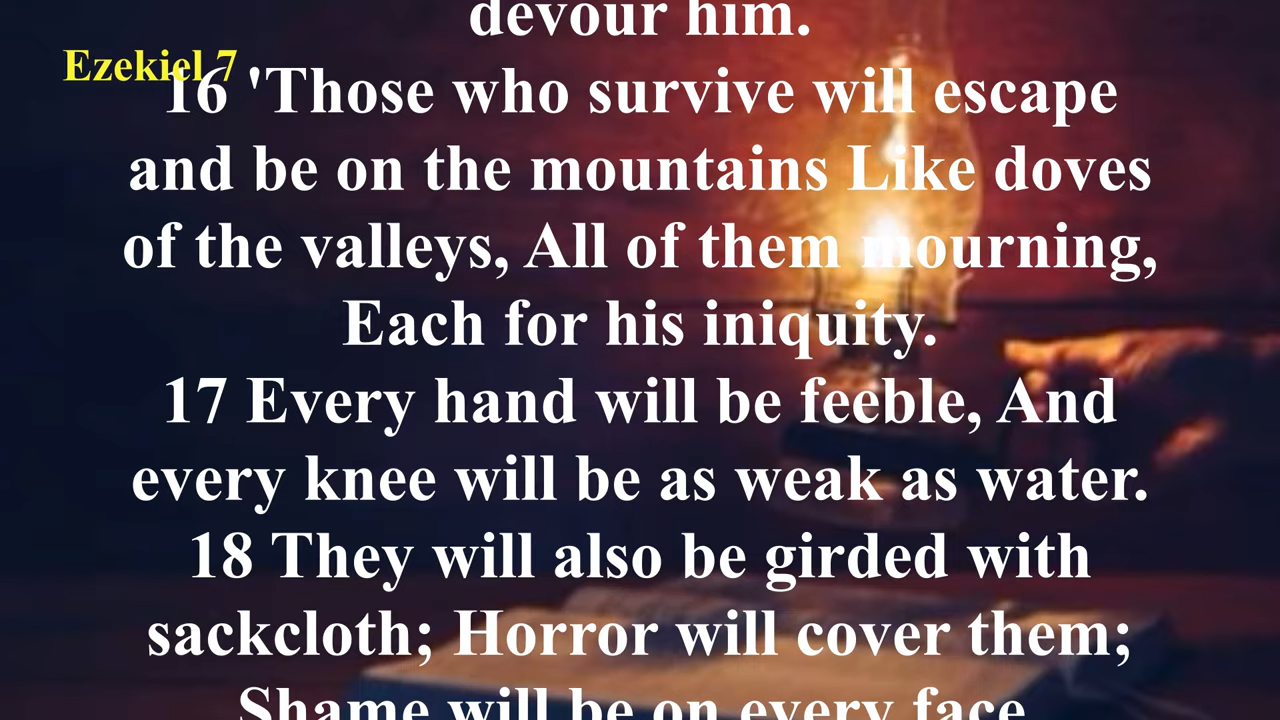 devour him.
Ezekiel 7
16 'Those who survive will escape
and be on the mountains Like doves
of the valleys, All of them mourning,
Each for his iniquity.
17 Every hand will be feeble, And
every knee will be as weak as water.
18 They will also be girded with
sackcloth; Horror will cover them;
Shame will be on every face